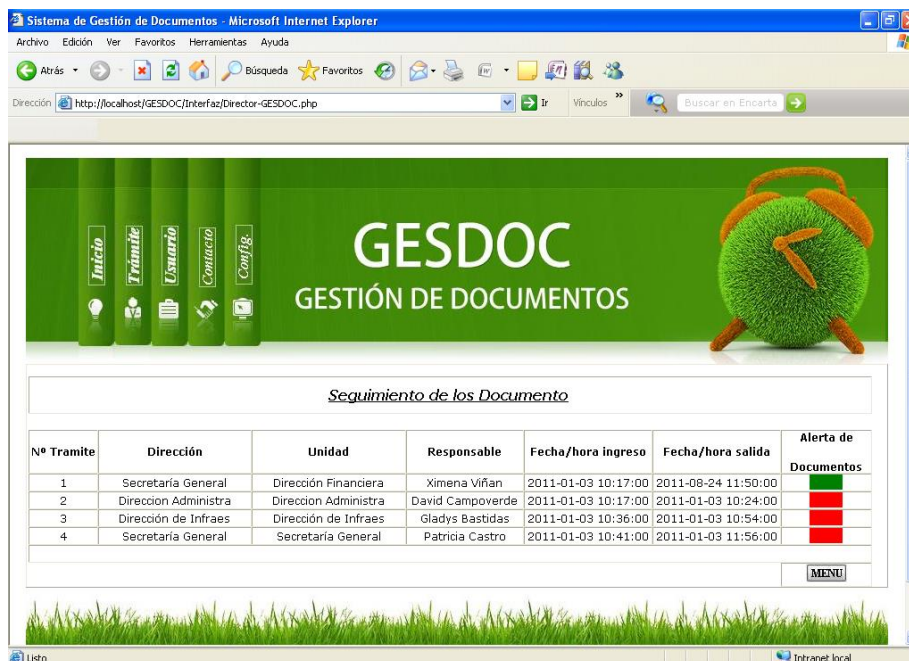 Sistema de Gestión de Documentos - Microsoft Internet Explorer
Archivo Edición Ver Favoritos Herramientas Ayuda
Atrás Búsqueda Favoritos
Dirección http://localhost/GESDOC/Interfaz/Director-GESDOC.php Ir Vínculos » Buscar en Encarta
Inicio
Trámite
Usuario
Contacto
Config.
GESDOC
GESTIÓN DE DOCUMENTOS
Seguimiento de los Documento
Nº Tramite Dirección Unidad Responsable Fecha/hora ingreso Fecha/hora salida Alerta de Documentos
1 Secretaría General Dirección Financiera Ximena Viñan 2011-01-03 10:17:00 2011-08-24 11:50:00
2 Direccion Administra Direccion Administra David Campoverde 2011-01-03 10:17:00 2011-01-03 10:24:00
3 Dirección de Infraes Dirección de Infraes Gladys Bastidas 2011-01-03 10:36:00 2011-01-03 10:54:00
4 Secretaría General Secretaría General Patricia Castro 2011-01-03 10:41:00 2011-01-03 11:56:00
MENU
Listo Intranet local